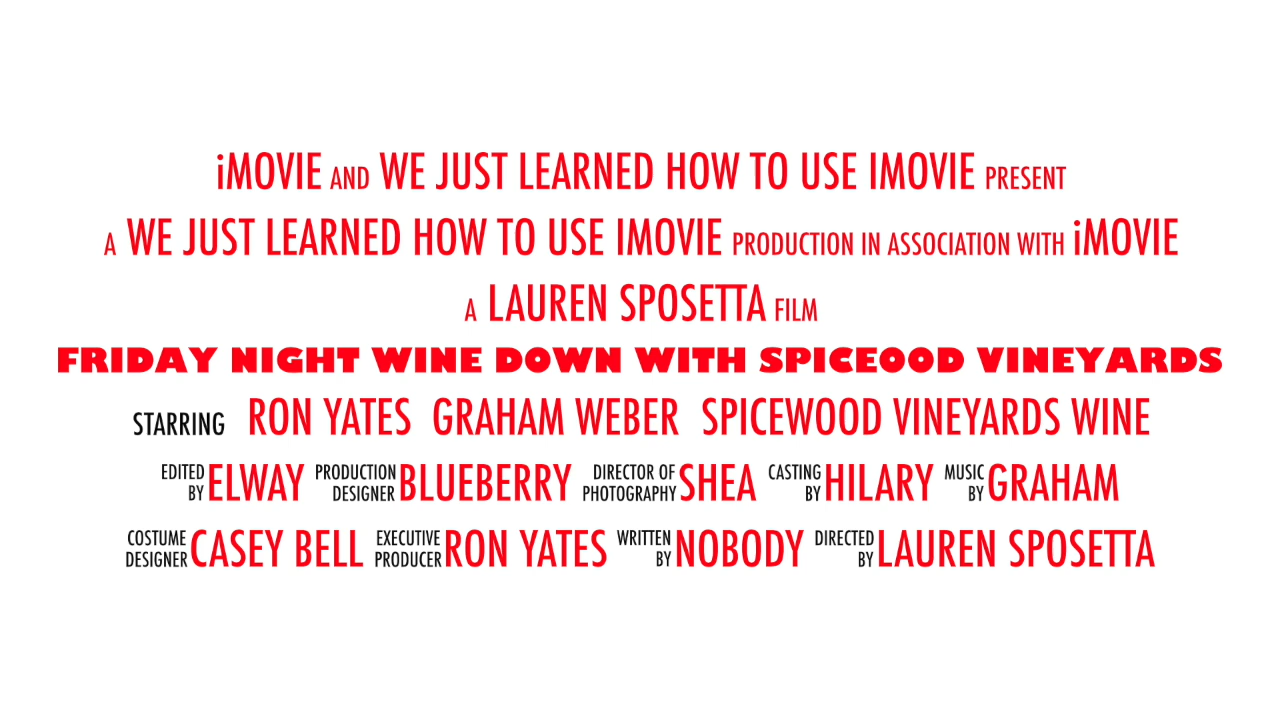 iMOVIE AND WE JUST LEARNED HOW TO USE IMOVIE PRESENT
A WE JUST LEARNED HOW TO USE IMOVIE PRODUCTION IN ASSOCIATION WITH iMOVIE
A LAUREN SPOSETTA FILM
FRIDAY NIGHT WINE DOWN WITH SPICEOOD VINEYARDS
STARRING RON YATES GRAHAM WEBER SPICEWOOD VINEYARDS WINE
EDITED BY ELWAY PRODUCTION DESIGNER BLUEBERRY DIRECTOR OF PHOTOGRAPHY SHEA CASTING BY HILARY MUSIC BY GRAHAM
COSTUME DESIGNER CASEY BELL EXECUTIVE PRODUCER RON YATES WRITTEN BY NOBODY DIRECTED BY LAUREN SPOSETTA